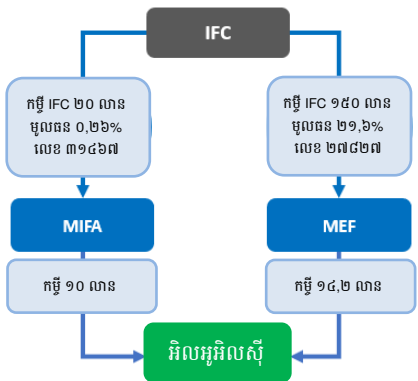 IFC
កម្ចី IFC ២០ លាន
មូលធន ០,២៦%
លេខ ៣១៤៦៧
កម្ចី IFC ១៥០ លាន
មូលធន ២១,៦%
លេខ ២៧៨២៧
MIFA
MEF
កម្ចី ១០ លាន
កម្ចី ១៤,២ លាន
អិលអូអិលស៊ី